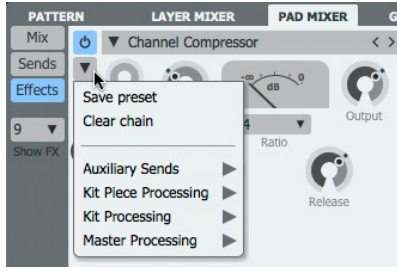 PATTERN LAYER MIXER PAD MIXER G
Mix
Channel Compressor
Sends
Effects
-∞ 0
dB
Save preset
Clear chain
Output
9
4
Ratio
Show FX
Auxiliary Sends
Kit Piece Processing
Release
Kit Processing
Master Processing